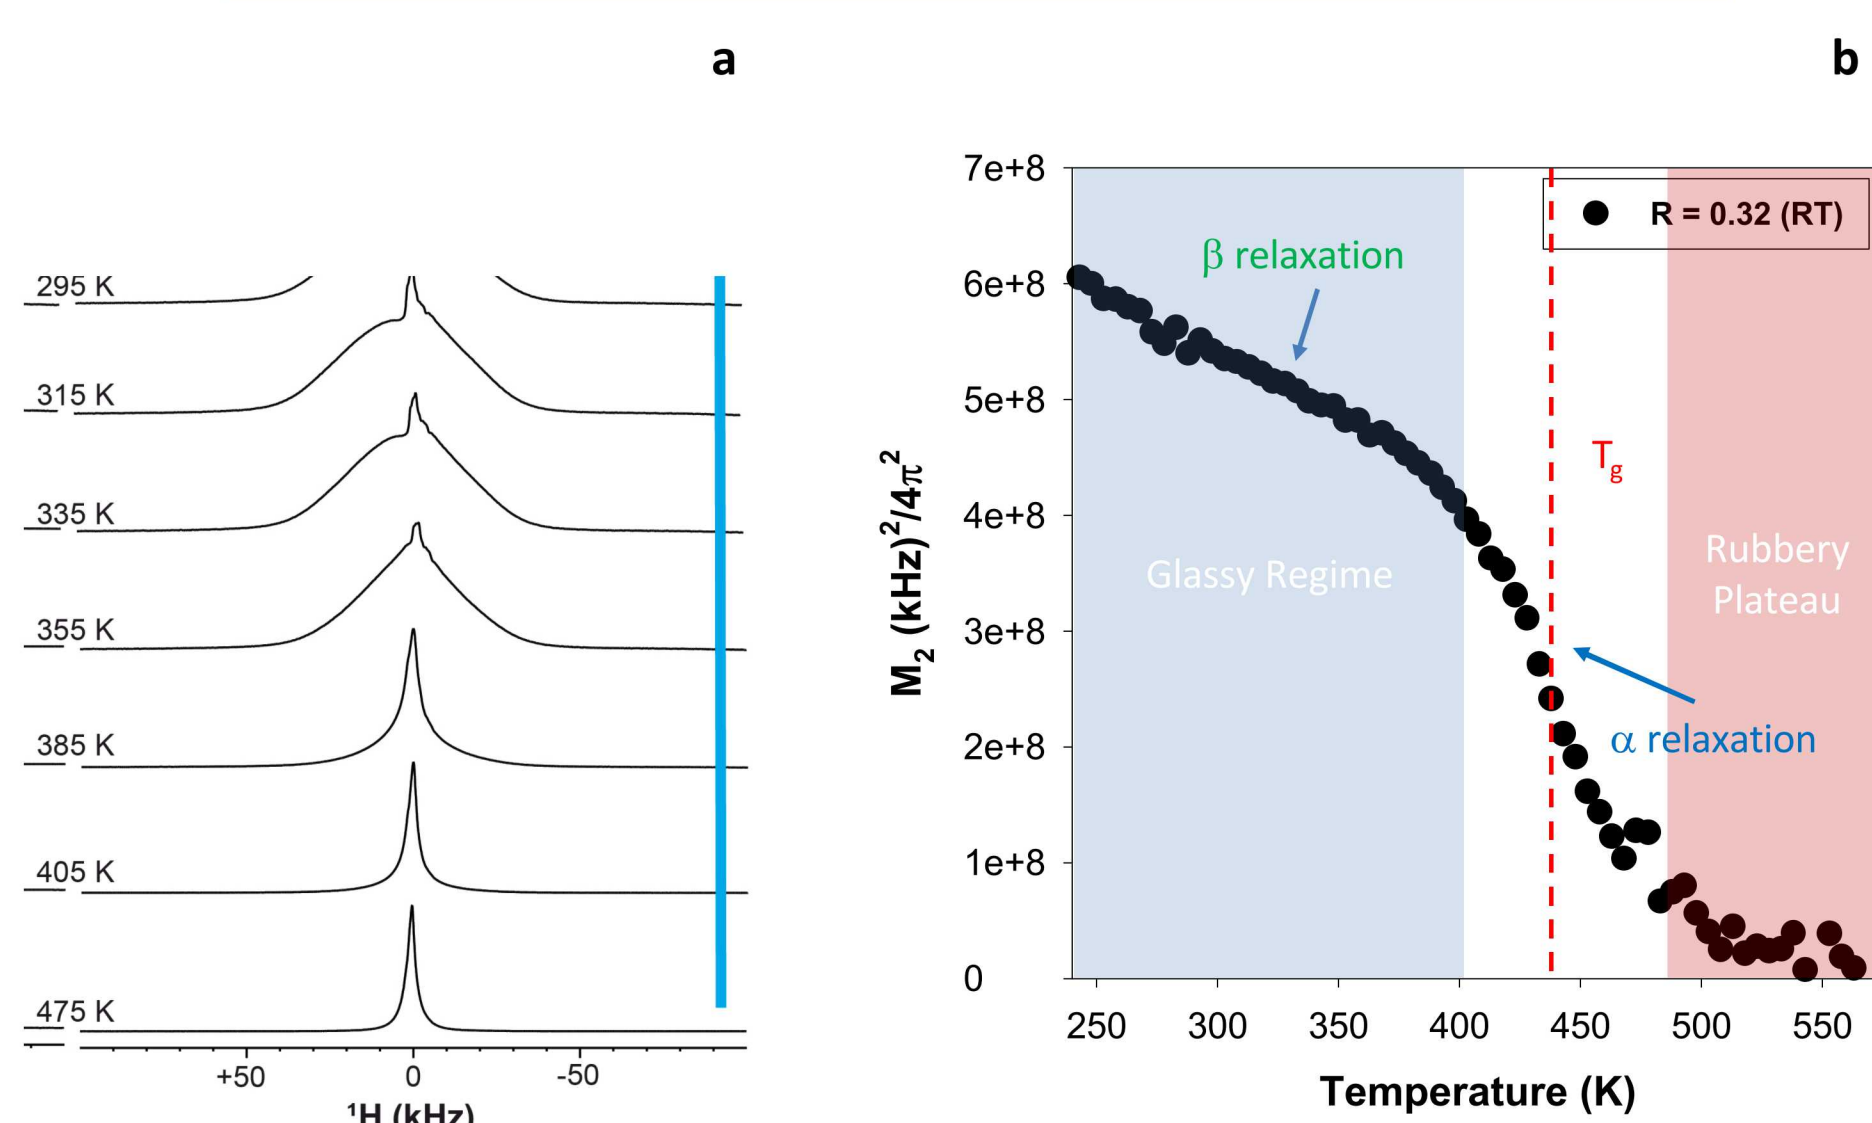 a
295 K
315 K
335 K
355 K
385 K
405 K
475 K
+50 0 -50
¹H (kHz)
b
7e+8
6e+8
5e+8
4e+8
3e+8
2e+8
1e+8
0
M₂ (kHz)²/4π²
R = 0.32 (RT)
β relaxation
Tg
Glassy Regime
Rubbery
Plateau
α relaxation
250 300 350 400 450 500 550
Temperature (K)